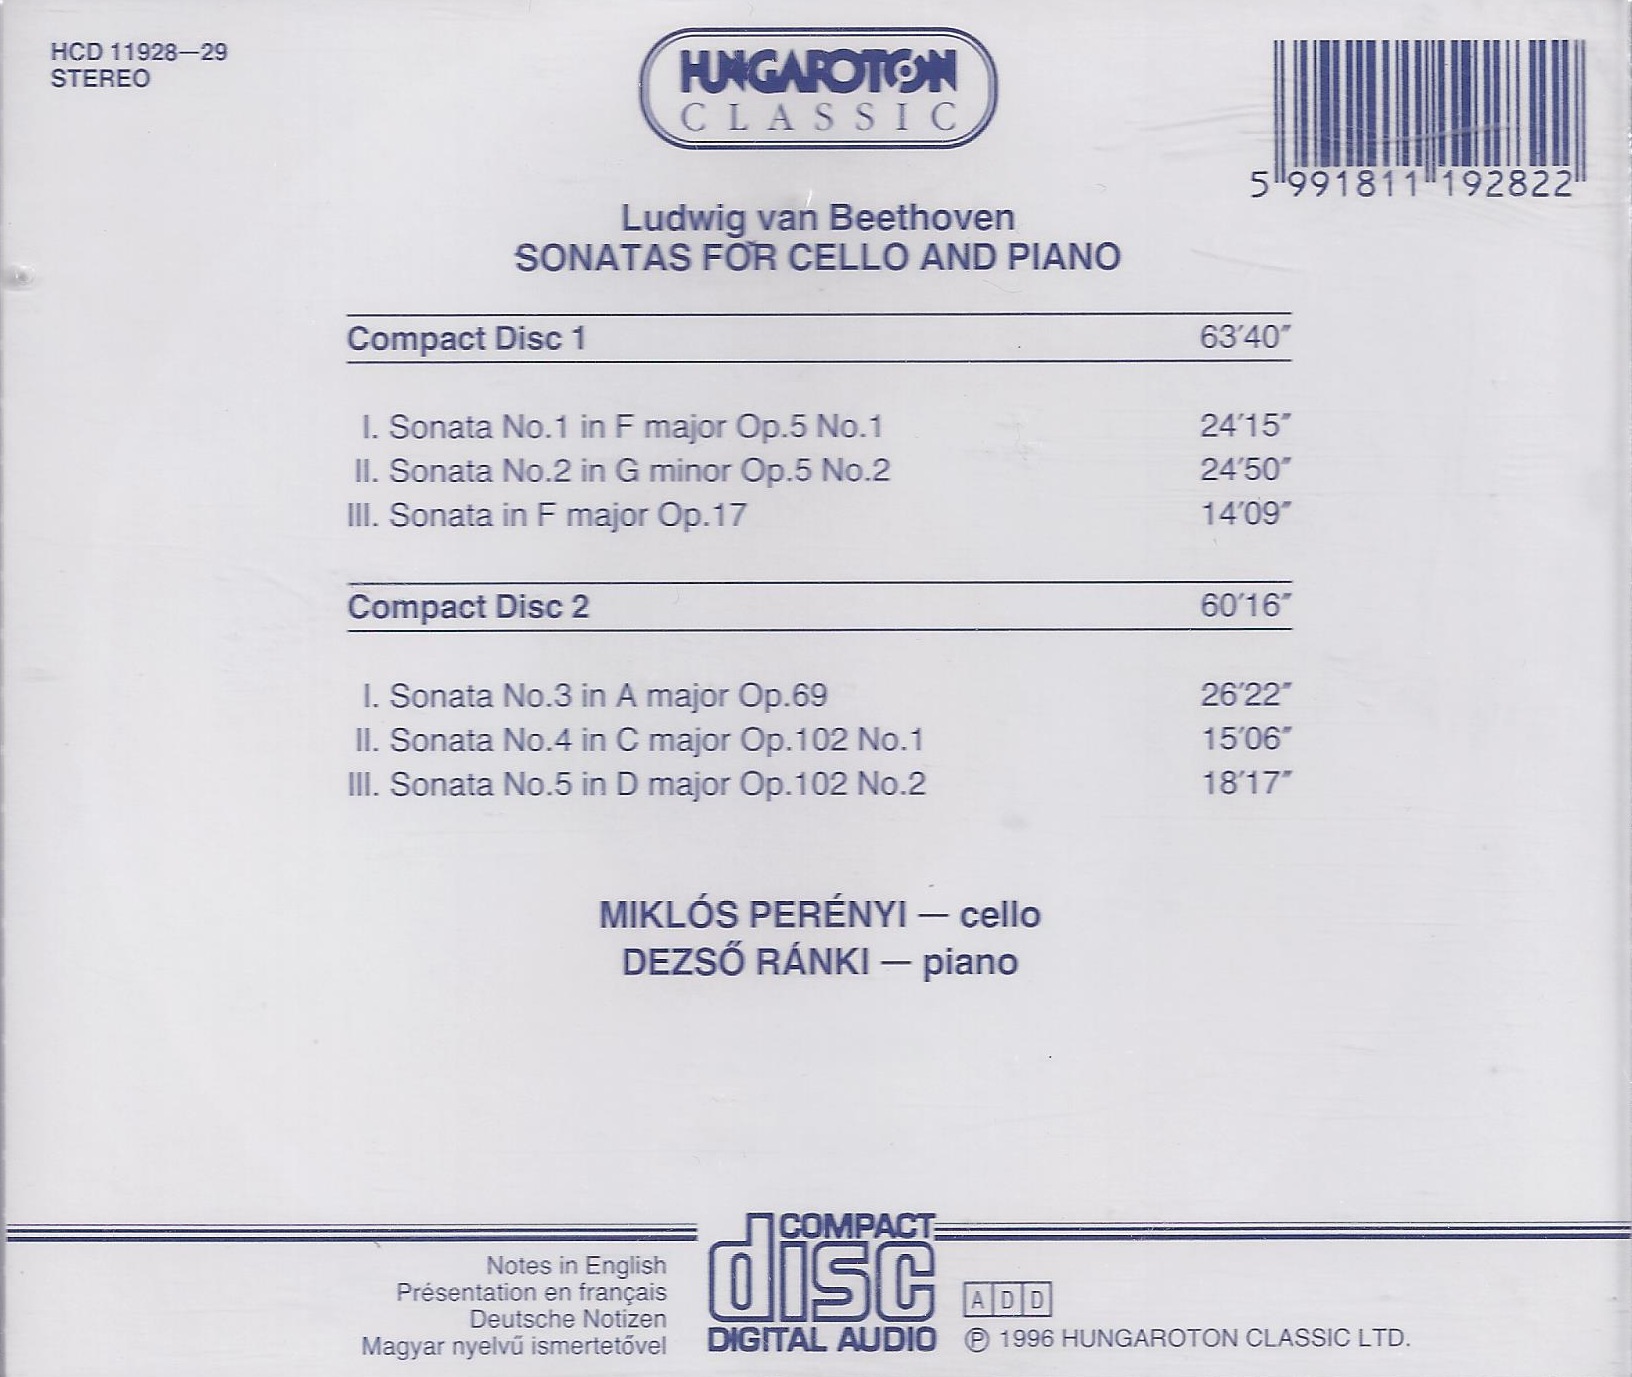 HCD 11928—29
STEREO
HUNGAROTON
CLASSIC
5 991811 192822
Ludwig van Beethoven
SONATAS FOR CELLO AND PIANO
Compact Disc 1 63′40″
I. Sonata No.1 in F major Op.5 No.1 24′15″
II. Sonata No.2 in G minor Op.5 No.2 24′50″
III. Sonata in F major Op.17 14′09″
Compact Disc 2 60′16″
I. Sonata No.3 in A major Op.69 26′22″
II. Sonata No.4 in C major Op.102 No.1 15′06″
III. Sonata No.5 in D major Op.102 No.2 18′17″
MIKLÓS PERÉNYI — cello
DEZSŐ RÁNKI — piano
Notes in English
Présentation en français
Deutsche Notizen
Magyar nyelvű ismertetővel
COMPACT
disc
DIGITAL AUDIO
ADD
℗ 1996 HUNGAROTON CLASSIC LTD.